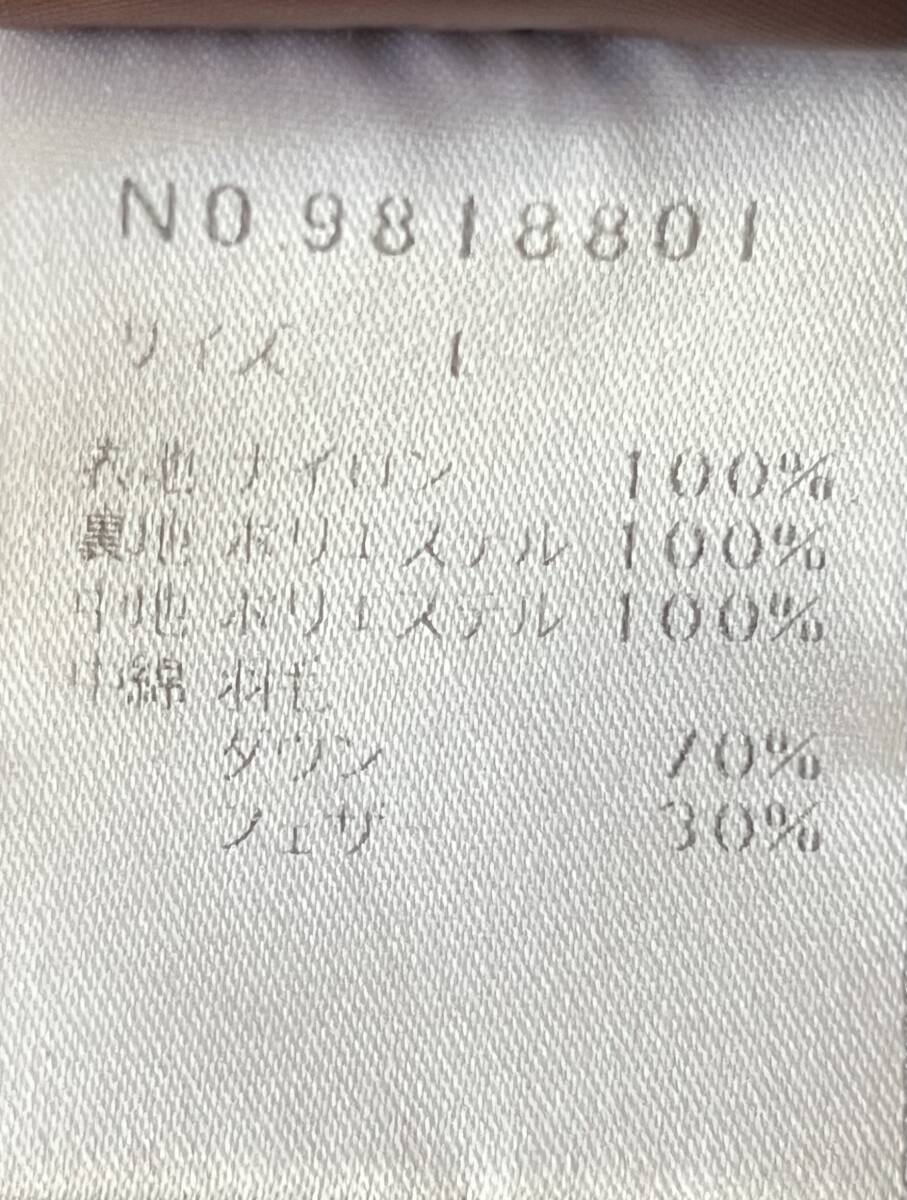 NO.9818801
サイズ L
表地 ナイロン 100%
裏地 ポリエステル 100%
中地 ポリエステル 100%
中綿 羽毛
ダウン 70%
フェザー 30%